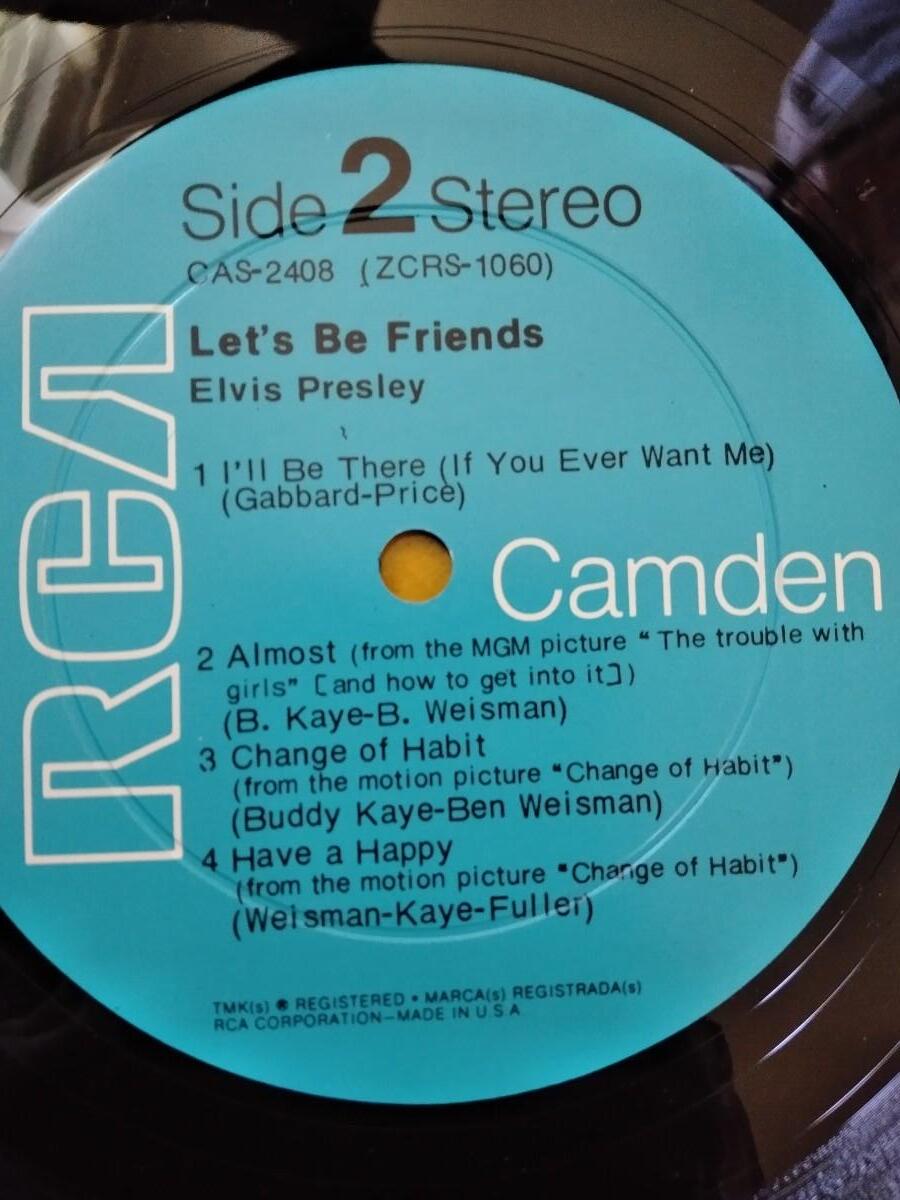 Side 2 Stereo
CAS-2408 (ZCRS-1060)
Let's Be Friends
Elvis Presley
1 I'll Be There (If You Ever Want Me)
(Gabbard-Price)
RCA
Camden
2 Almost (from the MGM picture "The trouble with
girls" [and how to get into it])
(B. Kaye-B. Weisman)
3 Change of Habit
(from the motion picture "Change of Habit")
(Buddy Kaye-Ben Weisman)
4 Have a Happy
(from the motion picture "Change of Habit")
(Weisman-Kaye-Fuller)
TMK(s) ® REGISTERED • MARCA(s) REGISTRADA(s)
RCA CORPORATION—MADE IN U S A